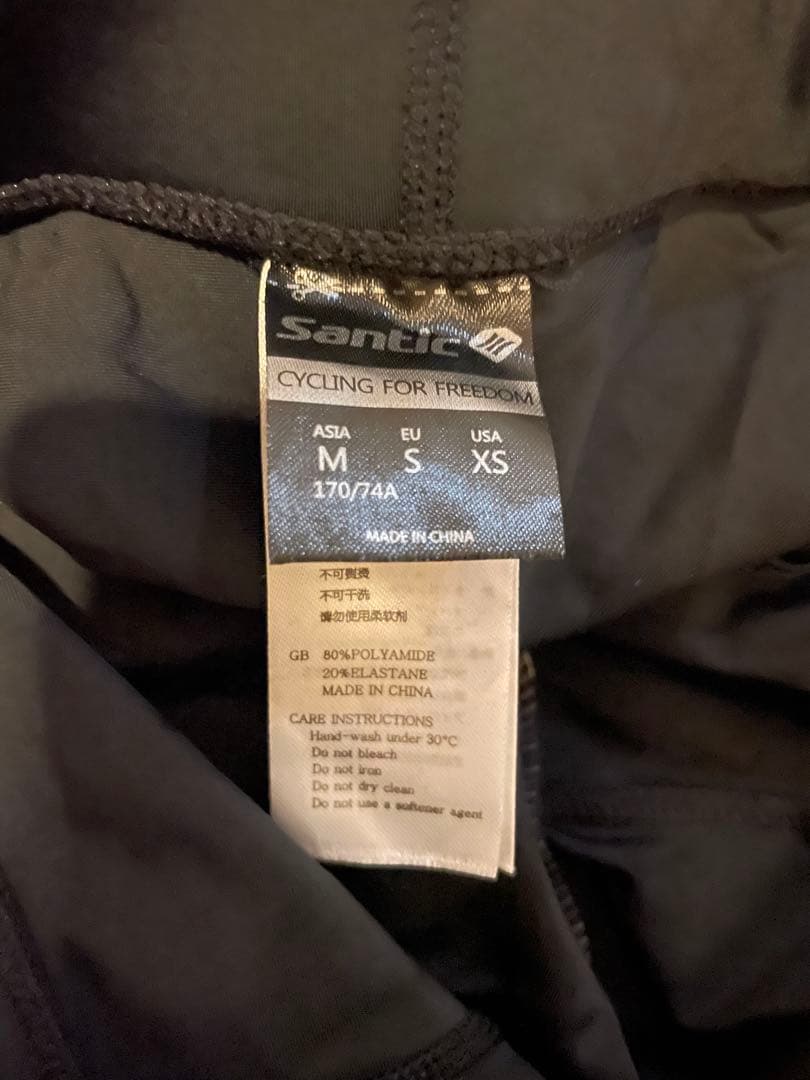 Santic
CYCLING FOR FREEDOM
ASIA EU USA
M S XS
170/74A
MADE IN CHINA
不可熨烫
不可干洗
请勿使用柔软剂
GB 80%POLYAMIDE
20%ELASTANE
MADE IN CHINA
CARE INSTRUCTIONS
Hand-wash under 30°C
Do not bleach
Do not iron
Do not dry clean
Do not use a softener agent